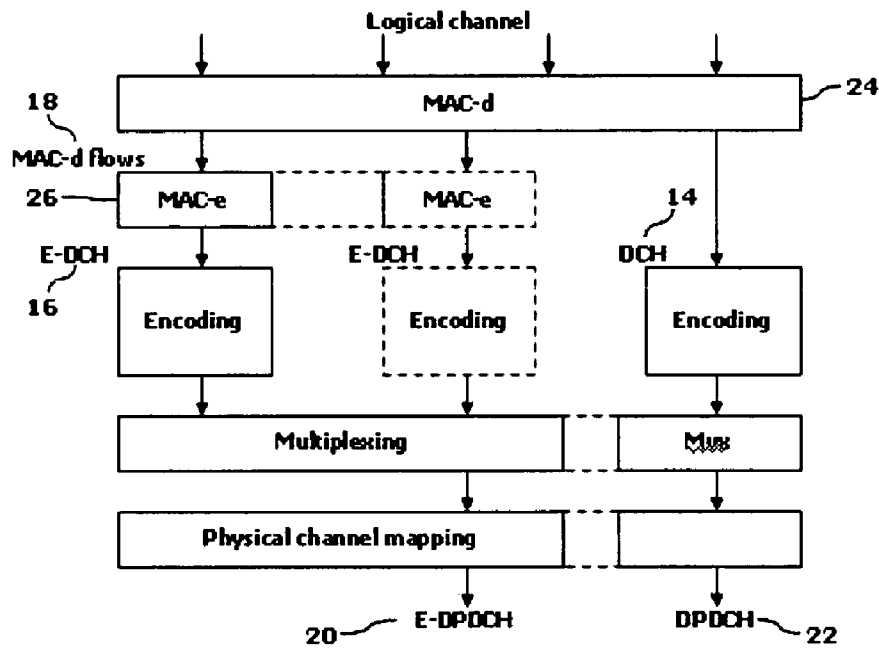 Logical channel
MAC-d
24
18
MAC-d flows
26
MAC-e
MAC-e
14
E-DCH
E-DCH
DCH
16
Encoding
Encoding
Encoding
Multiplexing
Mux
Physical channel mapping
20
E-DPDCH
DPDCH
22